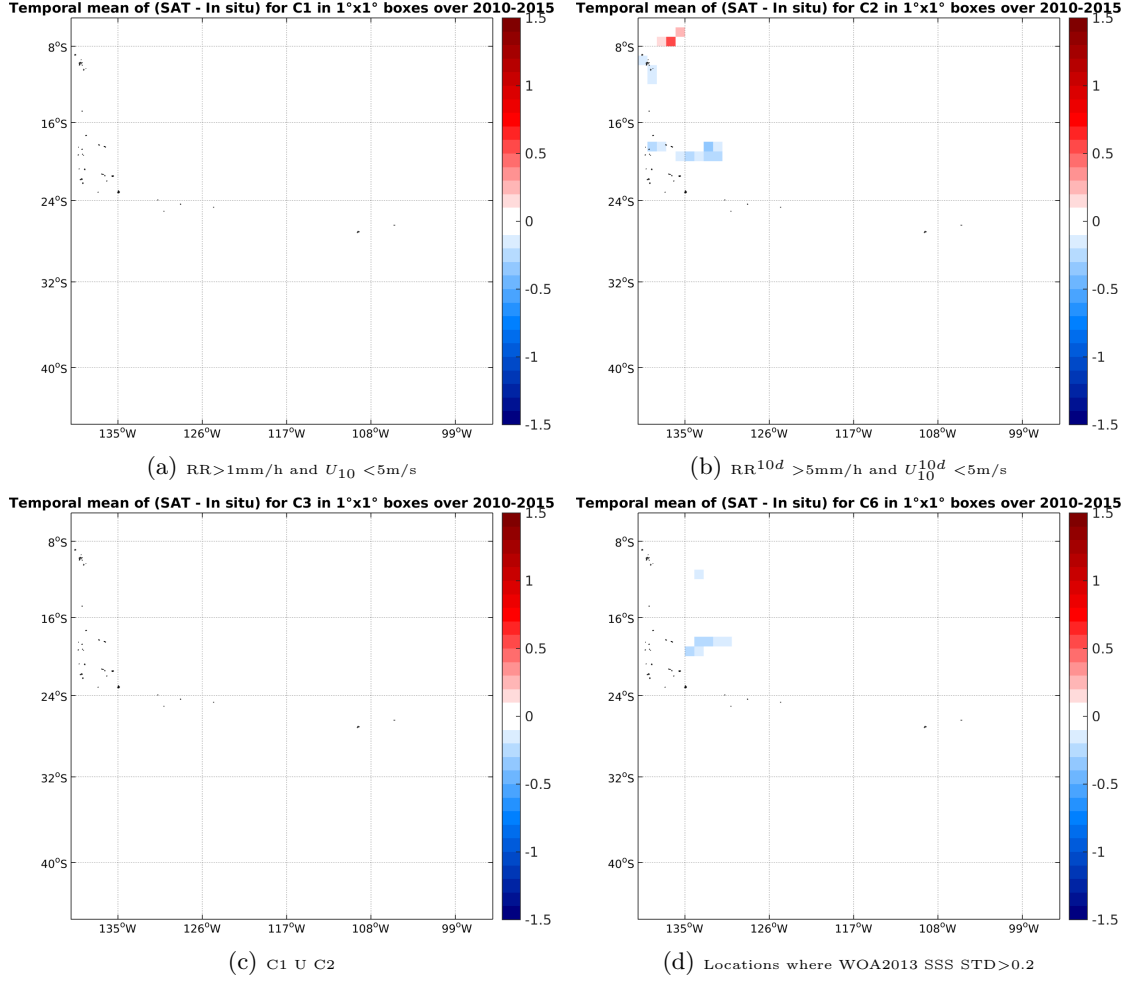 Temporal mean of (SAT - In situ) for C1 in 1°x1° boxes over 2010-2015
8°S
16°S
24°S
32°S
40°S
135°W 126°W 117°W 108°W 99°W
1.5
1
0.5
0
-0.5
-1
-1.5
(a) RR>1mm/h and U10 <5m/s
Temporal mean of (SAT - In situ) for C2 in 1°x1° boxes over 2010-2015
8°S
16°S
24°S
32°S
40°S
135°W 126°W 117°W 108°W 99°W
1.5
1
0.5
0
-0.5
-1
-1.5
(b) RR10d >5mm/h and U10d10 <5m/s
Temporal mean of (SAT - In situ) for C3 in 1°x1° boxes over 2010-2015
8°S
16°S
24°S
32°S
40°S
135°W 126°W 117°W 108°W 99°W
1.5
1
0.5
0
-0.5
-1
-1.5
(c) C1 U C2
Temporal mean of (SAT - In situ) for C6 in 1°x1° boxes over 2010-2015
8°S
16°S
24°S
32°S
40°S
135°W 126°W 117°W 108°W 99°W
1.5
1
0.5
0
-0.5
-1
-1.5
(d) Locations where WOA2013 SSS STD>0.2